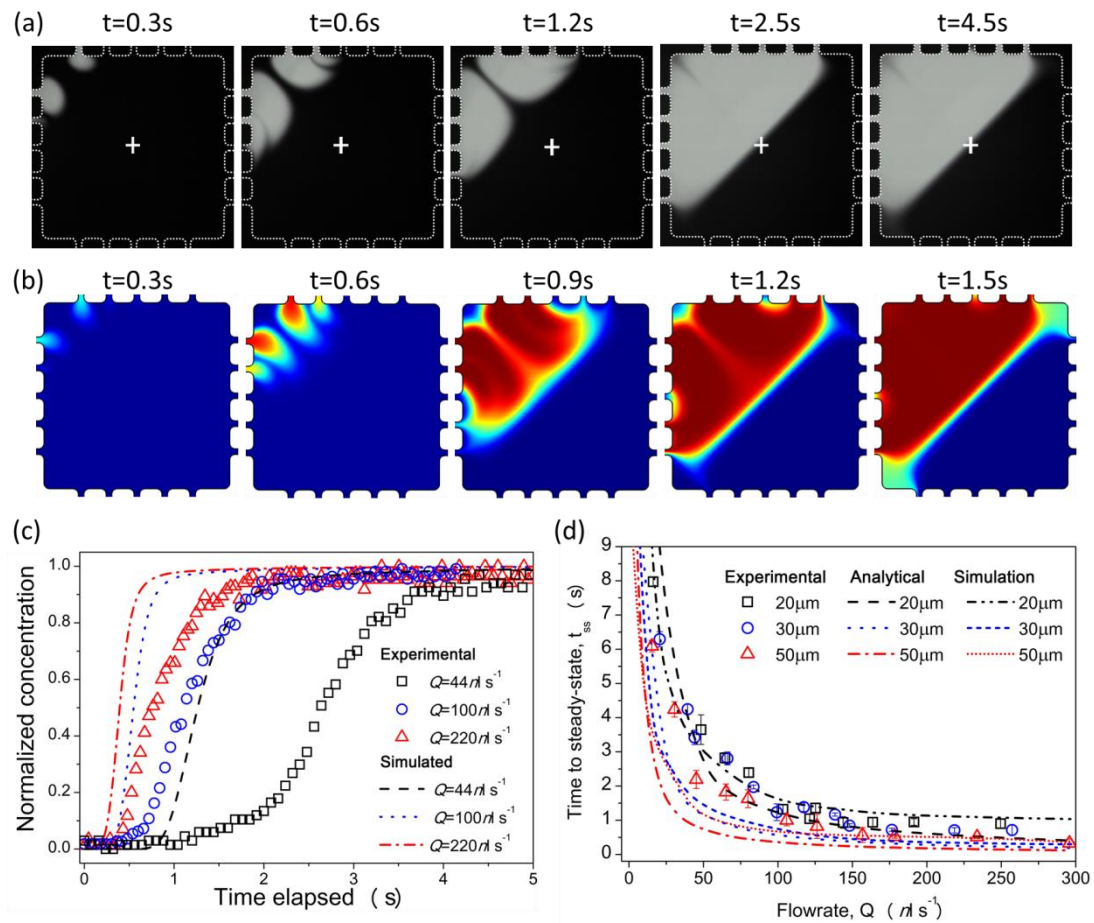 (a)
t=0.3s t=0.6s t=1.2s t=2.5s t=4.5s
(b)
t=0.3s t=0.6s t=0.9s t=1.2s t=1.5s
(c)
Normalized concentration
1.0
0.8
0.6
0.4
0.2
0.0
Experimental
Q=44nl s⁻¹
Q=100nl s⁻¹
Q=220nl s⁻¹
Simulated
Q=44nl s⁻¹
Q=100nl s⁻¹
Q=220nl s⁻¹
0 1 2 3 4 5
Time elapsed (s)
(d)
Time to steady-state, tss (s)
9
8
7
6
5
4
3
2
1
0
Experimental Analytical Simulation
20μm 20μm 20μm
30μm 30μm 30μm
50μm 50μm 50μm
0 50 100 150 200 250 300
Flowrate, Q (nl s⁻¹)